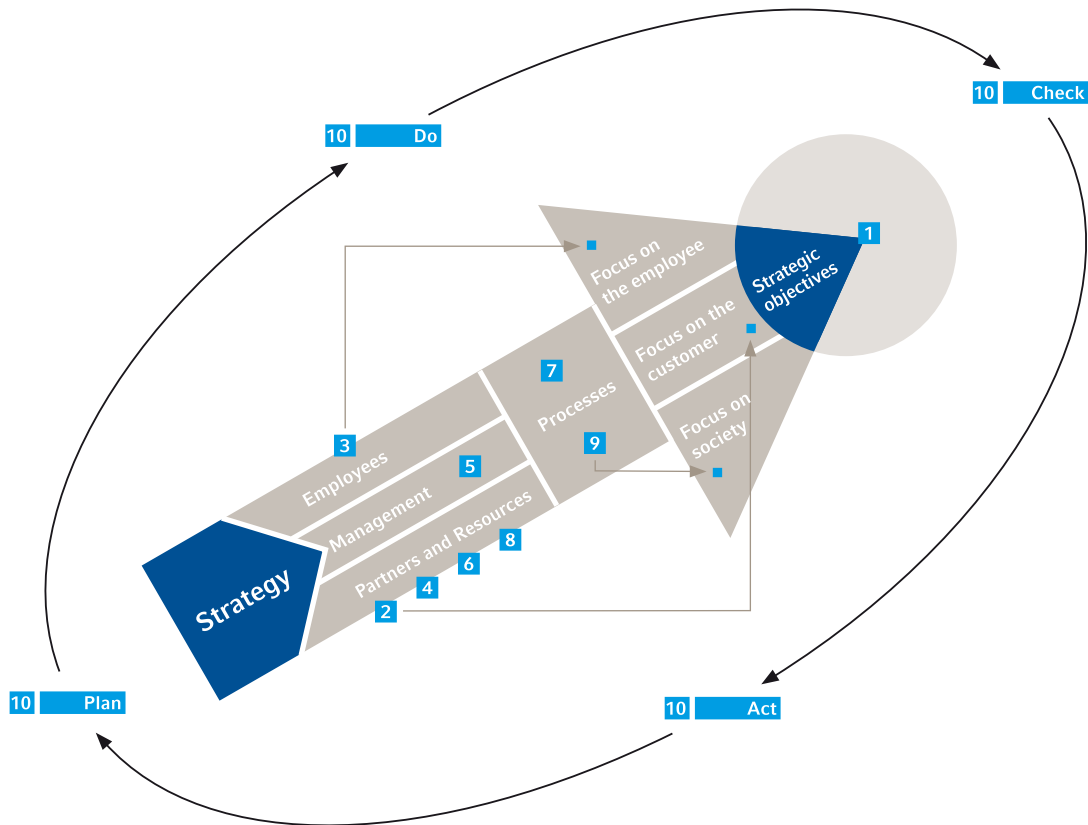 10 Check
10 Do
1
Strategic
objectives
Focus on
the employee
Focus on the
customer
Focus on
society
7
Processes
9
3
Employees
5
Management
Partners and Resources
8
6
4
2
Strategy
10 Plan
10 Act